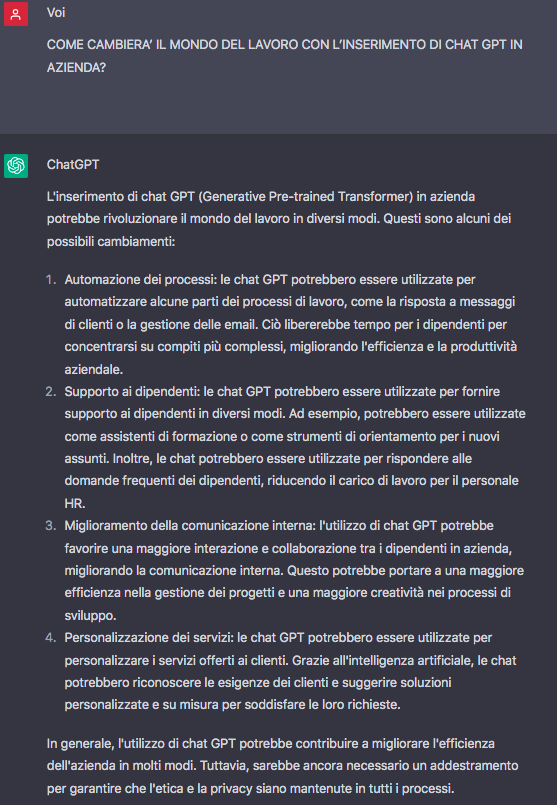 Voi
COME CAMBIERA’ IL MONDO DEL LAVORO CON L’INSERIMENTO DI CHAT GPT IN
AZIENDA?
ChatGPT
L'inserimento di chat GPT (Generative Pre-trained Transformer) in azienda
potrebbe rivoluzionare il mondo del lavoro in diversi modi. Questi sono alcuni dei
possibili cambiamenti:
1. Automazione dei processi: le chat GPT potrebbero essere utilizzate per
automatizzare alcune parti dei processi di lavoro, come la risposta a messaggi
di clienti o la gestione delle email. Ciò libererebbe tempo per i dipendenti per
concentrarsi su compiti più complessi, migliorando l'efficienza e la produttività
aziendale.
2. Supporto ai dipendenti: le chat GPT potrebbero essere utilizzate per fornire
supporto ai dipendenti in diversi modi. Ad esempio, potrebbero essere utilizzate
come assistenti di formazione o come strumenti di orientamento per i nuovi
assunti. Inoltre, le chat potrebbero essere utilizzate per rispondere alle
domande frequenti dei dipendenti, riducendo il carico di lavoro per il personale
HR.
3. Miglioramento della comunicazione interna: l'utilizzo di chat GPT potrebbe
favorire una maggiore interazione e collaborazione tra i dipendenti in azienda,
migliorando la comunicazione interna. Questo potrebbe portare a una maggiore
efficienza nella gestione dei progetti e una maggiore creatività nei processi di
sviluppo.
4. Personalizzazione dei servizi: le chat GPT potrebbero essere utilizzate per
personalizzare i servizi offerti ai clienti. Grazie all'intelligenza artificiale, le chat
potrebbero riconoscere le esigenze dei clienti e suggerire soluzioni
personalizzate e su misura per soddisfare le loro richieste.
In generale, l'utilizzo di chat GPT potrebbe contribuire a migliorare l'efficienza
dell'azienda in molti modi. Tuttavia, sarebbe ancora necessario un addestramento
per garantire che l'etica e la privacy siano mantenute in tutti i processi.